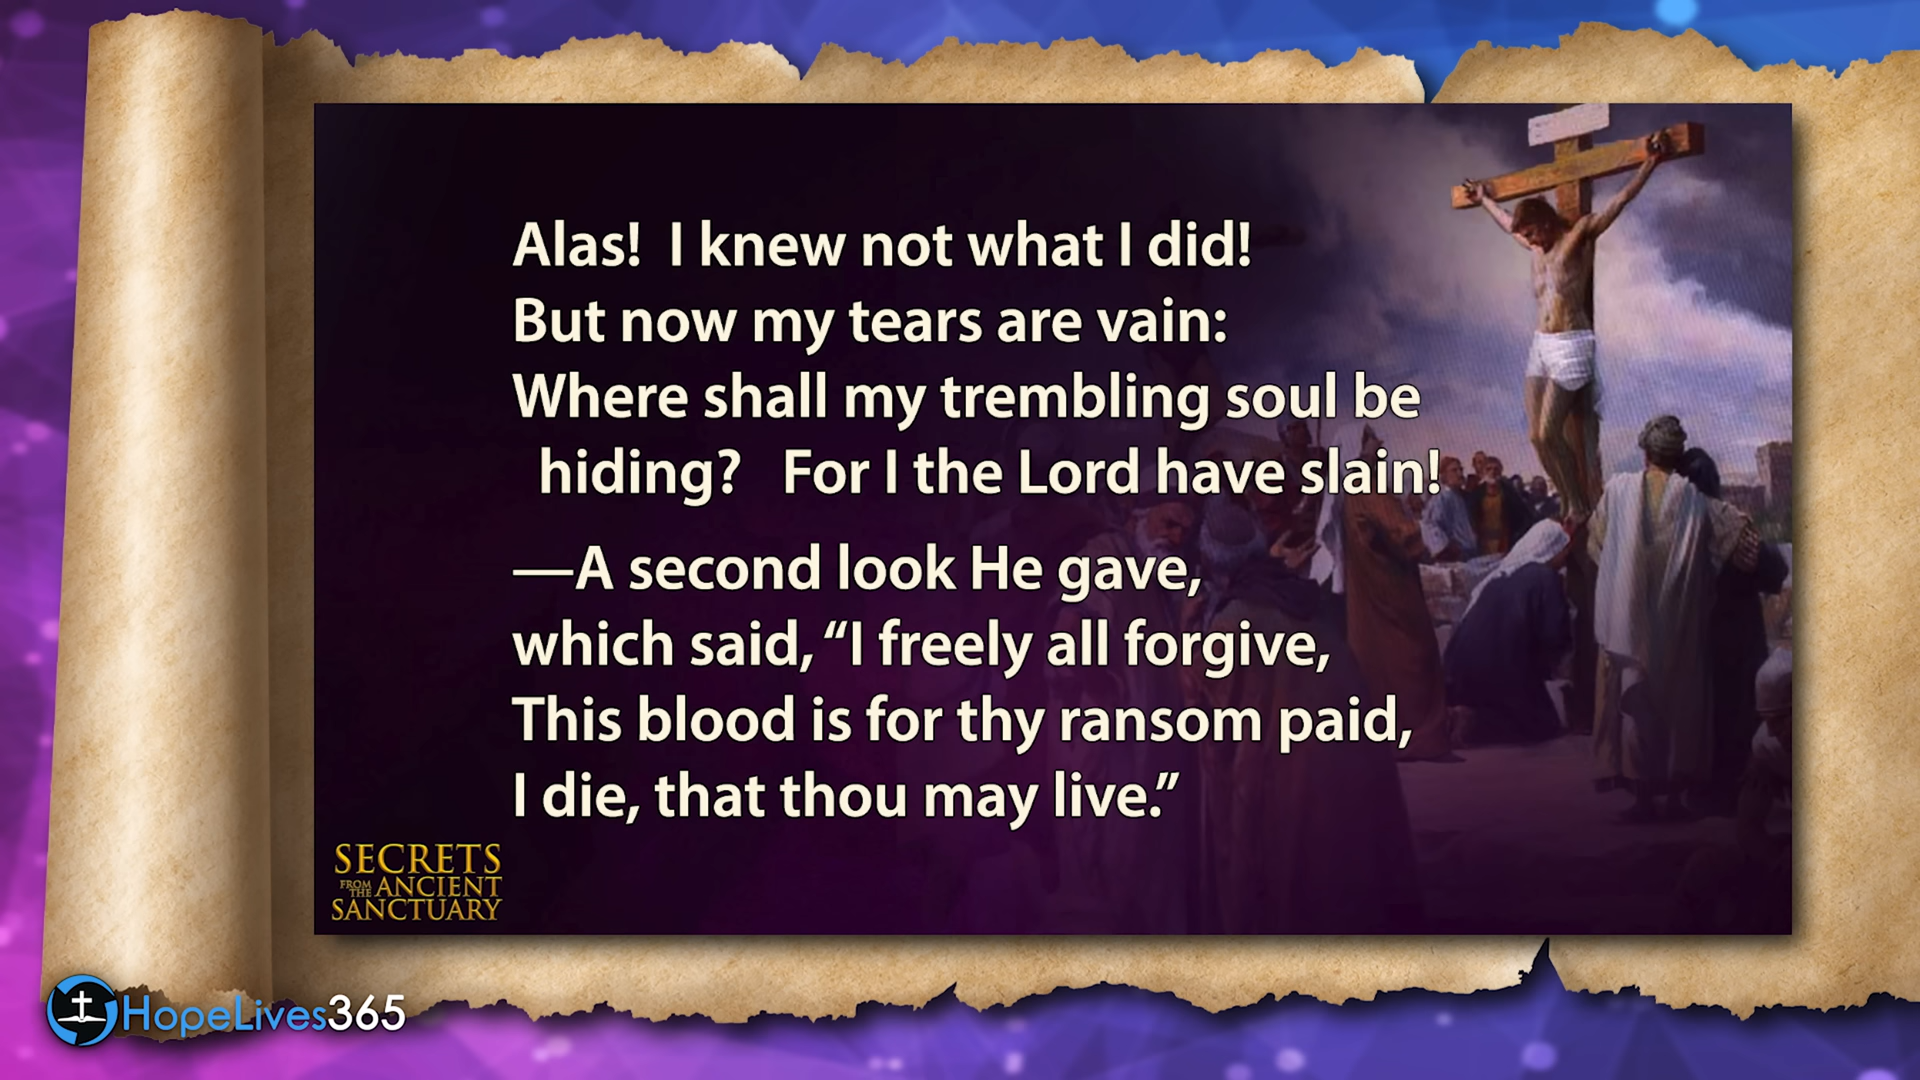 Alas! I knew not what I did!
But now my tears are vain:
Where shall my trembling soul be
hiding? For I the Lord have slain!
—A second look He gave,
which said, “I freely all forgive,
This blood is for thy ransom paid,
I die, that thou may live.”
SECRETS
FROM THE ANCIENT
SANCTUARY
HopeLives365